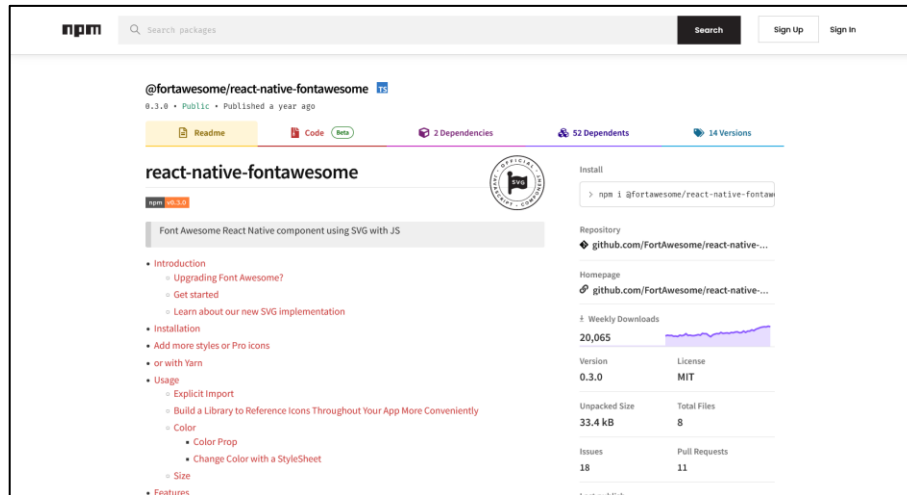 npm
Search packages
Search
Sign Up
Sign In
@fortawesome/react-native-fontawesome TS
0.3.0 • Public • Published a year ago
Readme
Code Beta
2 Dependencies
52 Dependents
14 Versions
react-native-fontawesome
OFFICIAL
SVG
JAVASCRIPT COMPONENT
npm v0.3.0
Font Awesome React Native component using SVG with JS
• Introduction
◦ Upgrading Font Awesome?
◦ Get started
◦ Learn about our new SVG implementation
• Installation
• Add more styles or Pro icons
• or with Yarn
• Usage
◦ Explicit Import
◦ Build a Library to Reference Icons Throughout Your App More Conveniently
◦ Color
▪ Color Prop
▪ Change Color with a StyleSheet
◦ Size
• Features
Install
> npm i @fortawesome/react-native-fontaw
Repository
github.com/FortAwesome/react-native-...
Homepage
github.com/FortAwesome/react-native-...
Weekly Downloads
20,065
Version
License
0.3.0
MIT
Unpacked Size
Total Files
33.4 kB
8
Issues
Pull Requests
18
11